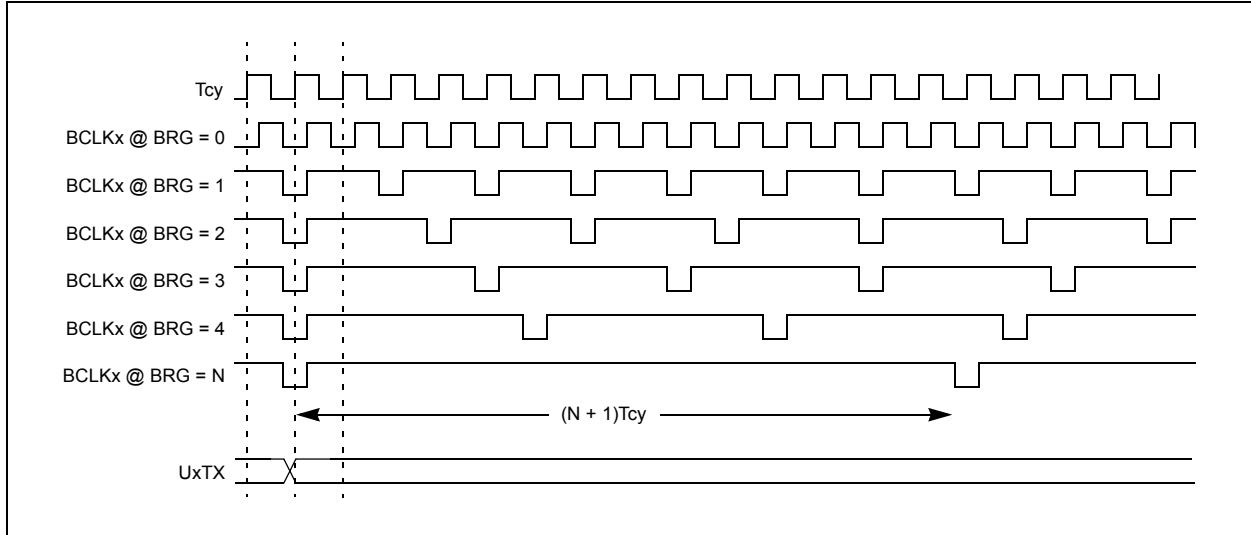 Tcy
BCLKx @ BRG = 0
BCLKx @ BRG = 1
BCLKx @ BRG = 2
BCLKx @ BRG = 3
BCLKx @ BRG = 4
BCLKx @ BRG = N
(N + 1)Tcy
UxTX